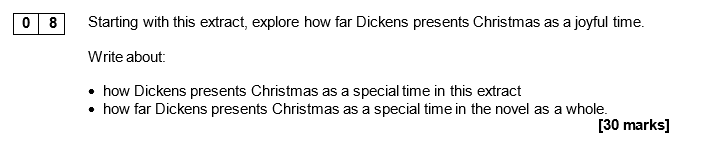 0 8 Starting with this extract, explore how far Dickens presents Christmas as a joyful time.
Write about:
• how Dickens presents Christmas as a special time in this extract
• how far Dickens presents Christmas as a special time in the novel as a whole.
[30 marks]